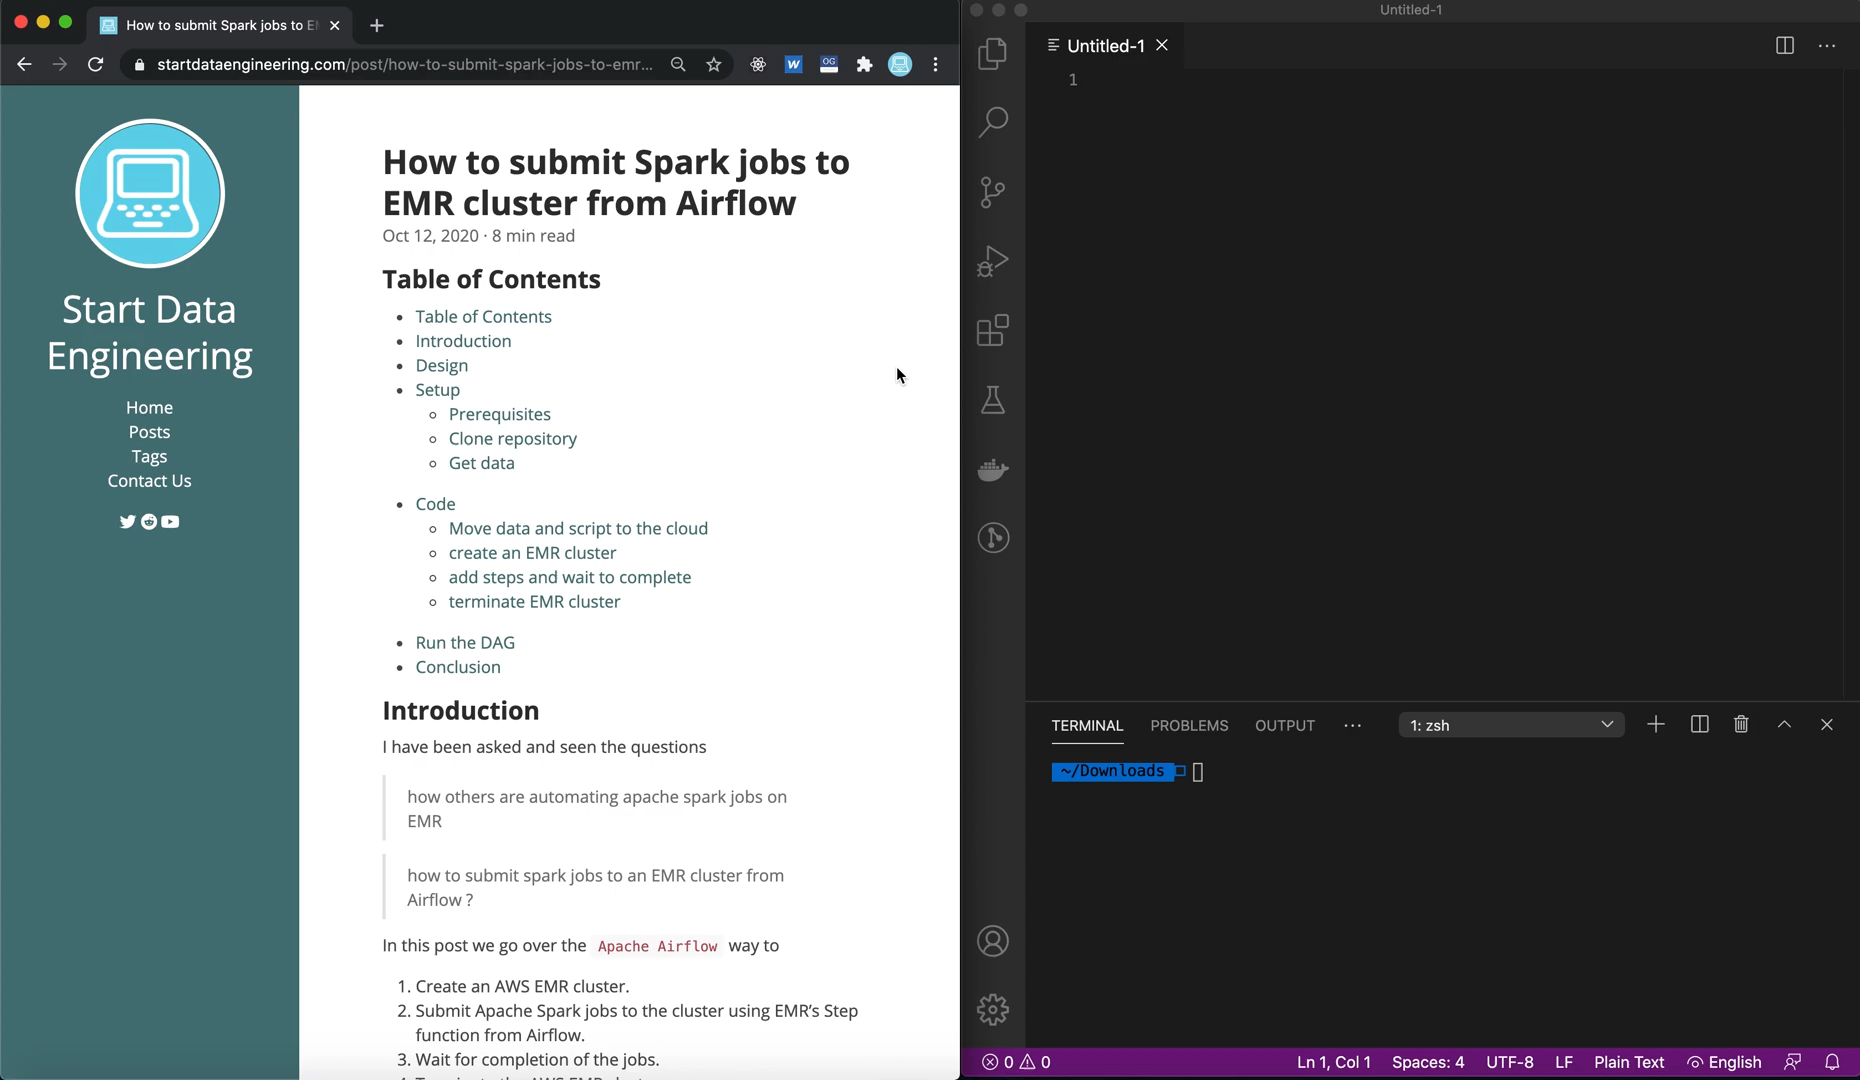 How to submit Spark jobs to E
startdataengineering.com/post/how-to-submit-spark-jobs-to-emr...
W
OG
Start Data
Engineering
Home
Posts
Tags
Contact Us
How to submit Spark jobs to
EMR cluster from Airflow
Oct 12, 2020 · 8 min read
Table of Contents
Table of Contents
Introduction
Design
Setup
Prerequisites
Clone repository
Get data
Code
Move data and script to the cloud
create an EMR cluster
add steps and wait to complete
terminate EMR cluster
Run the DAG
Conclusion
Introduction
I have been asked and seen the questions
how others are automating apache spark jobs on
EMR
how to submit spark jobs to an EMR cluster from
Airflow ?
In this post we go over the Apache Airflow way to
1. Create an AWS EMR cluster.
2. Submit Apache Spark jobs to the cluster using EMR's Step
function from Airflow.
3. Wait for completion of the jobs.
Untitled-1
Untitled-1
1
TERMINAL PROBLEMS OUTPUT ... 1: zsh
~/Downloads
0 0 Ln 1, Col 1 Spaces: 4 UTF-8 LF Plain Text English